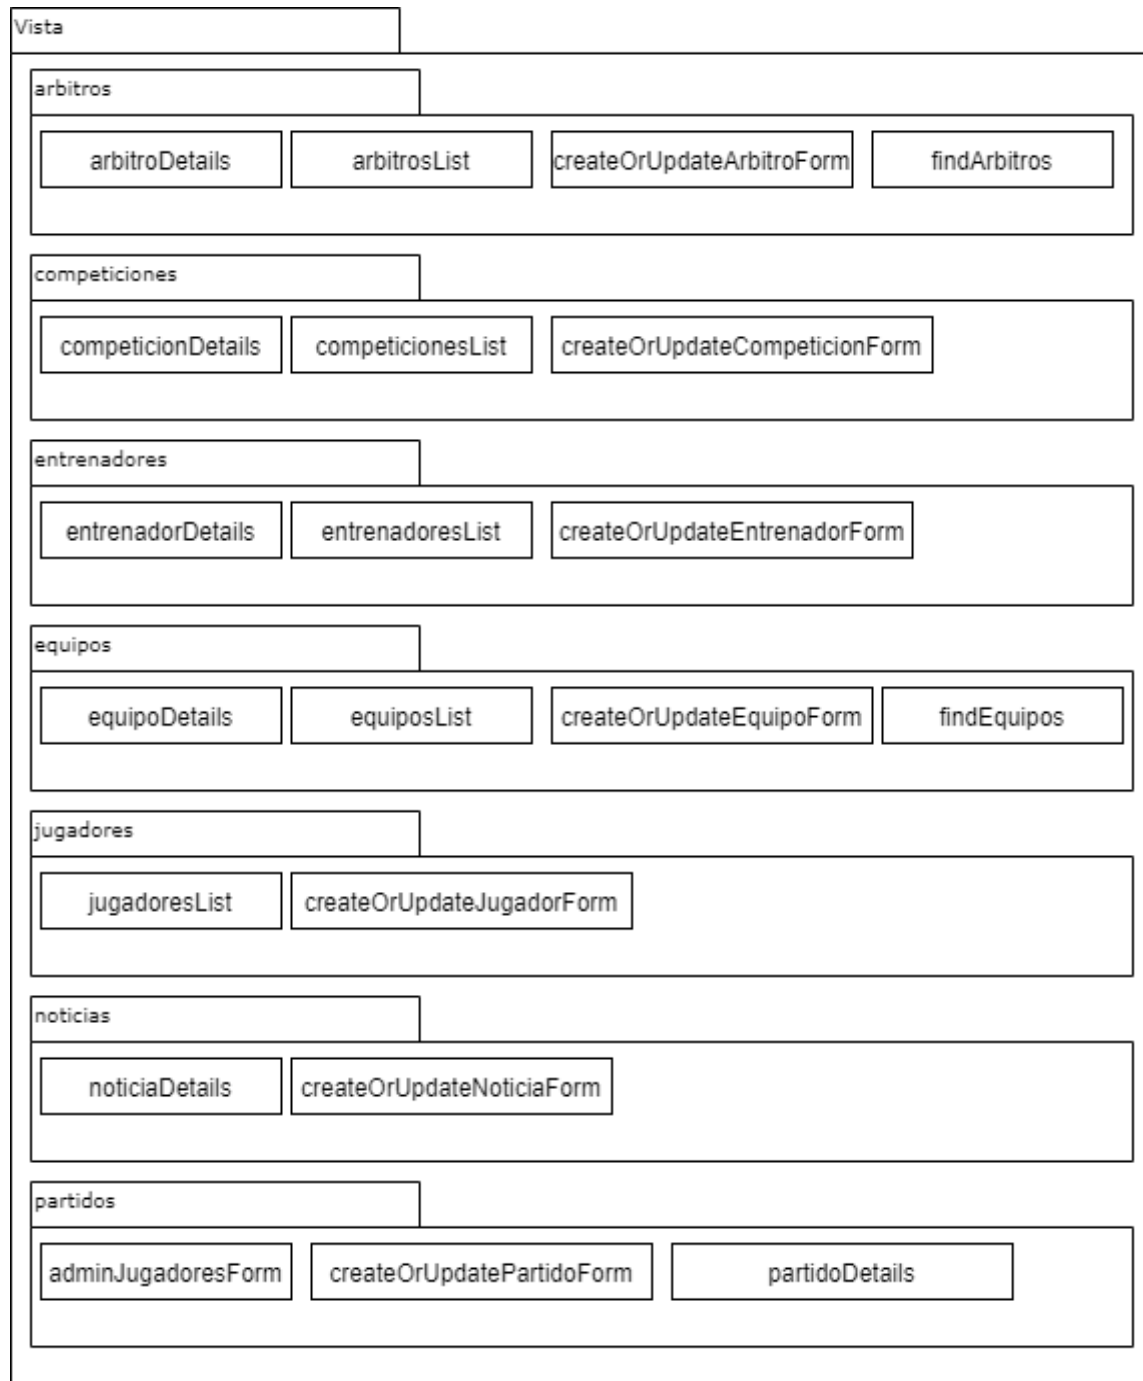 Vista
arbitros
arbitroDetails arbitrosList createOrUpdateArbitroForm findArbitros
competiciones
competicionDetails competicionesList createOrUpdateCompeticionForm
entrenadores
entrenadorDetails entrenadoresList createOrUpdateEntrenadorForm
equipos
equipoDetails equiposList createOrUpdateEquipoForm findEquipos
jugadores
jugadoresList createOrUpdateJugadorForm
noticias
noticiaDetails createOrUpdateNoticiaForm
partidos
adminJugadoresForm createOrUpdatePartidoForm partidoDetails